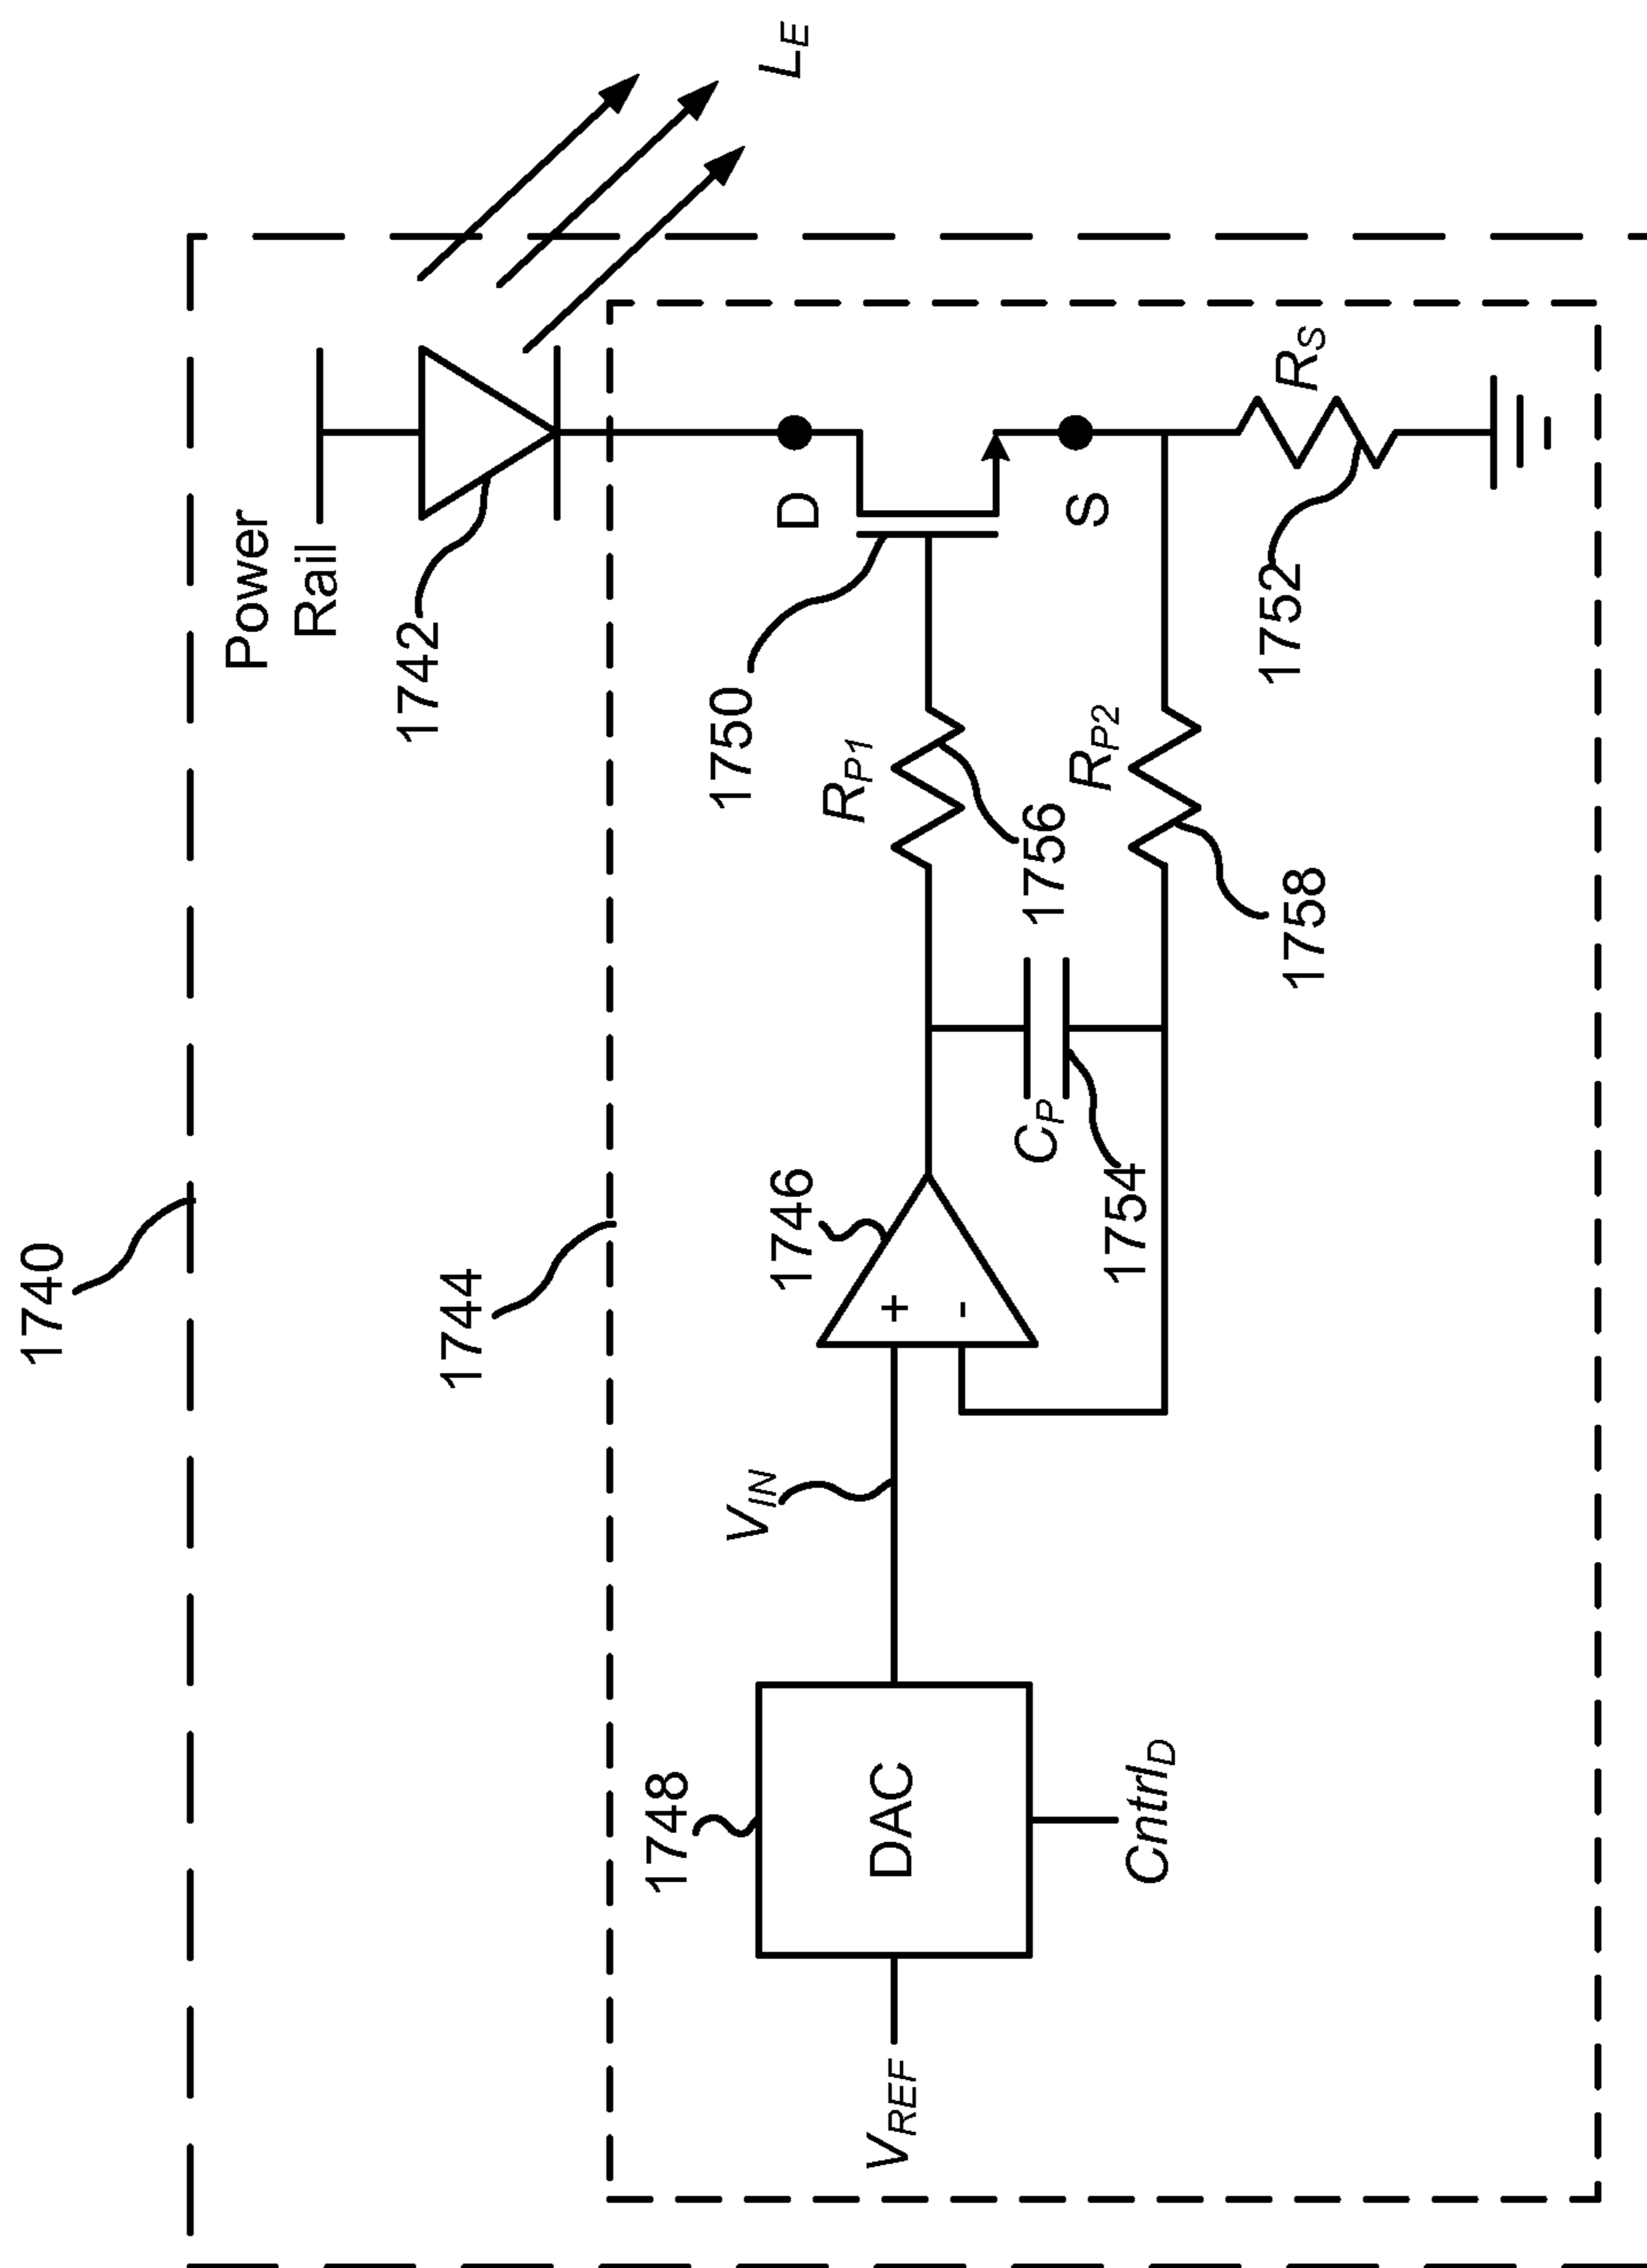 1740
1744
Power
Rail
1742
L_E
D
1750
S
R_P1
1756
R_P2
1758
R_S
1752
C_P
1754
1746
+
-
V_IN
1748
DAC
Cntrl_D
V_REF